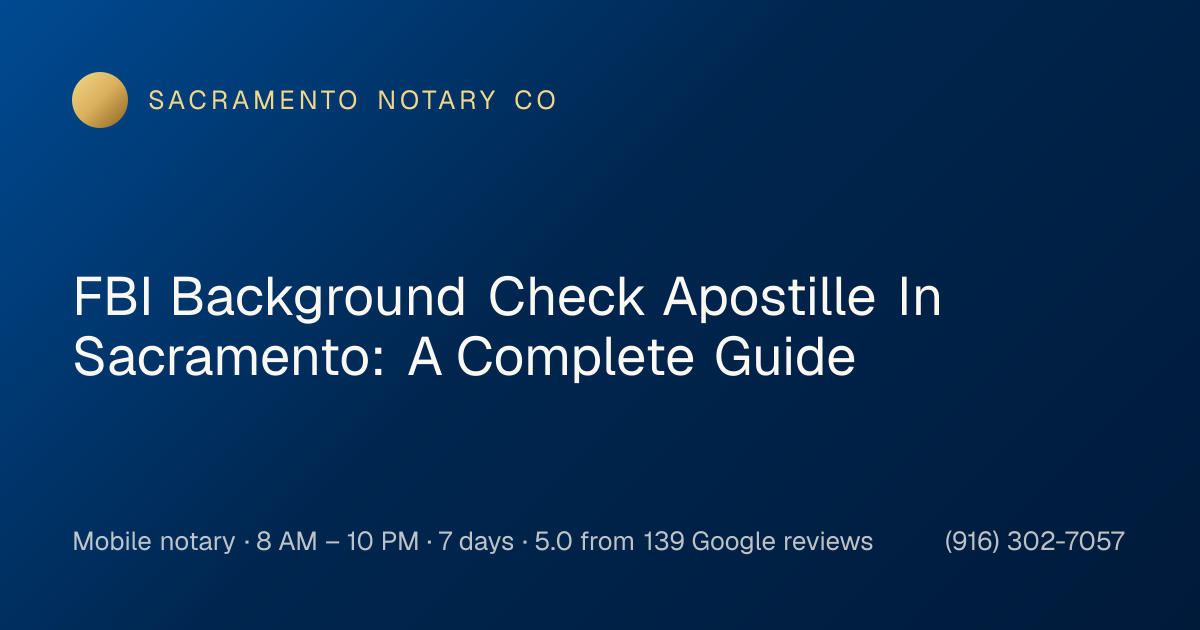 SACRAMENTO NOTARY CO
FBI Background Check Apostille In
Sacramento: A Complete Guide
Mobile notary · 8 AM – 10 PM · 7 days · 5.0 from 139 Google reviews
(916) 302-7057